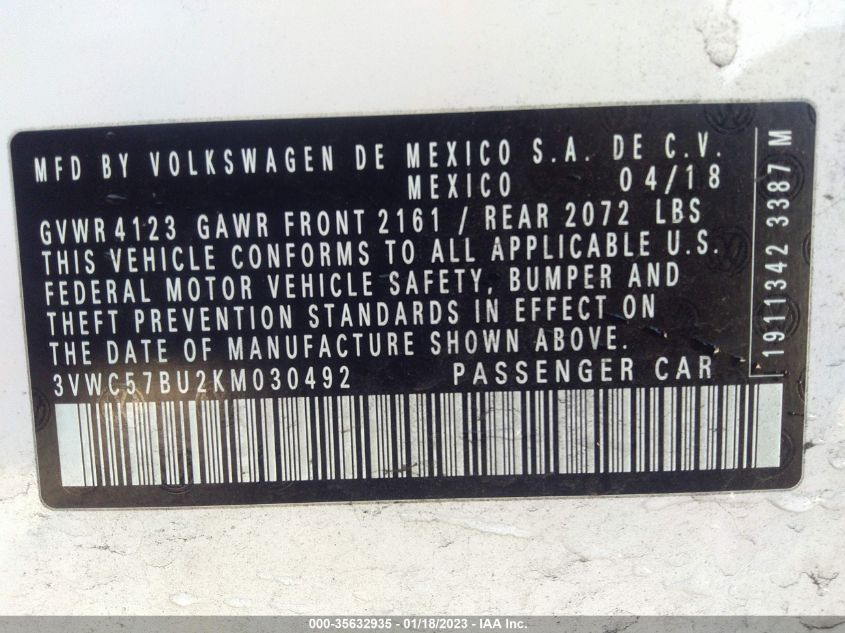 MFD BY VOLKSWAGEN DE MEXICO S.A. DE C.V.
MEXICO 04/18
GVWR 4123 GAWR FRONT 2161 / REAR 2072 LBS
THIS VEHICLE CONFORMS TO ALL APPLICABLE U.S.
FEDERAL MOTOR VEHICLE SAFETY, BUMPER AND
THEFT PREVENTION STANDARDS IN EFFECT ON
THE DATE OF MANUFACTURE SHOWN ABOVE.
3VWC57BU2KM030492 PASSENGER CAR
1911342 3387 M
000-35632935 - 01/18/2023 - IAA Inc.